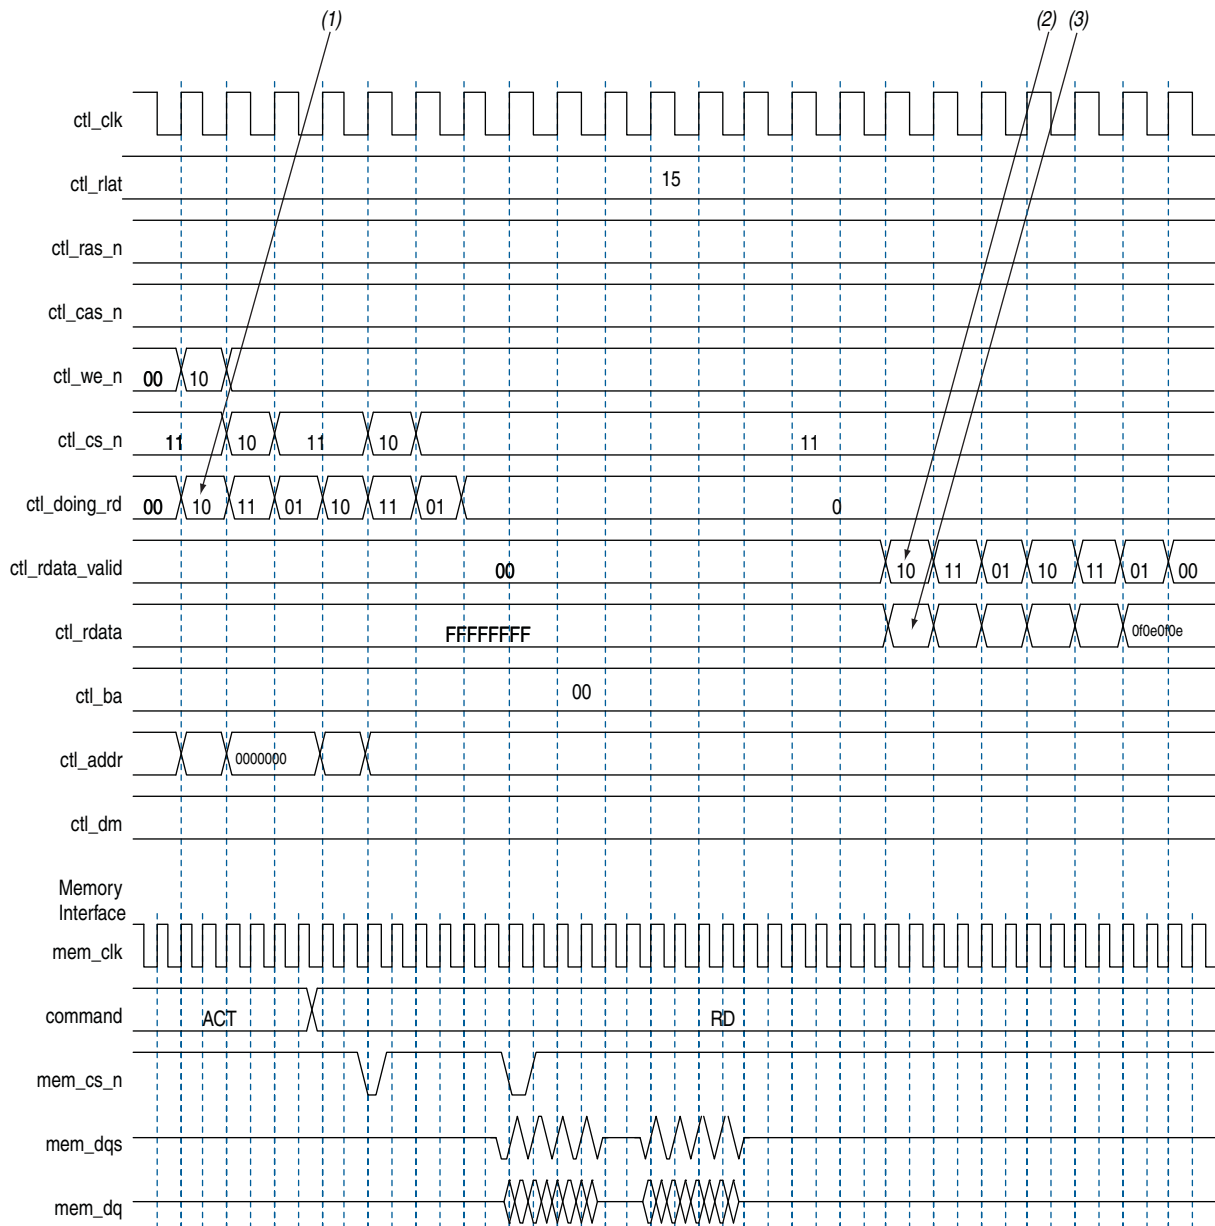 (1) (2) (3)
ctl_clk
ctl_rlat 15
ctl_ras_n
ctl_cas_n
ctl_we_n 00 10
ctl_cs_n 11 10 11 10 11
ctl_doing_rd 00 10 11 01 10 11 01 0
ctl_rdata_valid 00 10 11 01 10 11 01 00
ctl_rdata FFFFFFFF 0f0e0f0e
ctl_ba 00
ctl_addr 0000000
ctl_dm
Memory
Interface
mem_clk
command ACT RD
mem_cs_n
mem_dqs
mem_dq